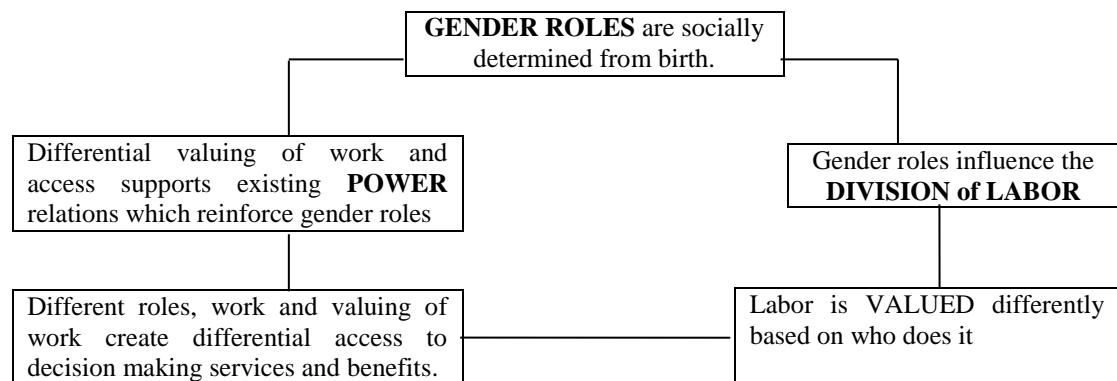 GENDER ROLES are socially
determined from birth.
Differential valuing of work and
access supports existing POWER
relations which reinforce gender roles
Gender roles influence the
DIVISION of LABOR
Different roles, work and valuing of
work create differential access to
decision making services and benefits.
Labor is VALUED differently
based on who does it